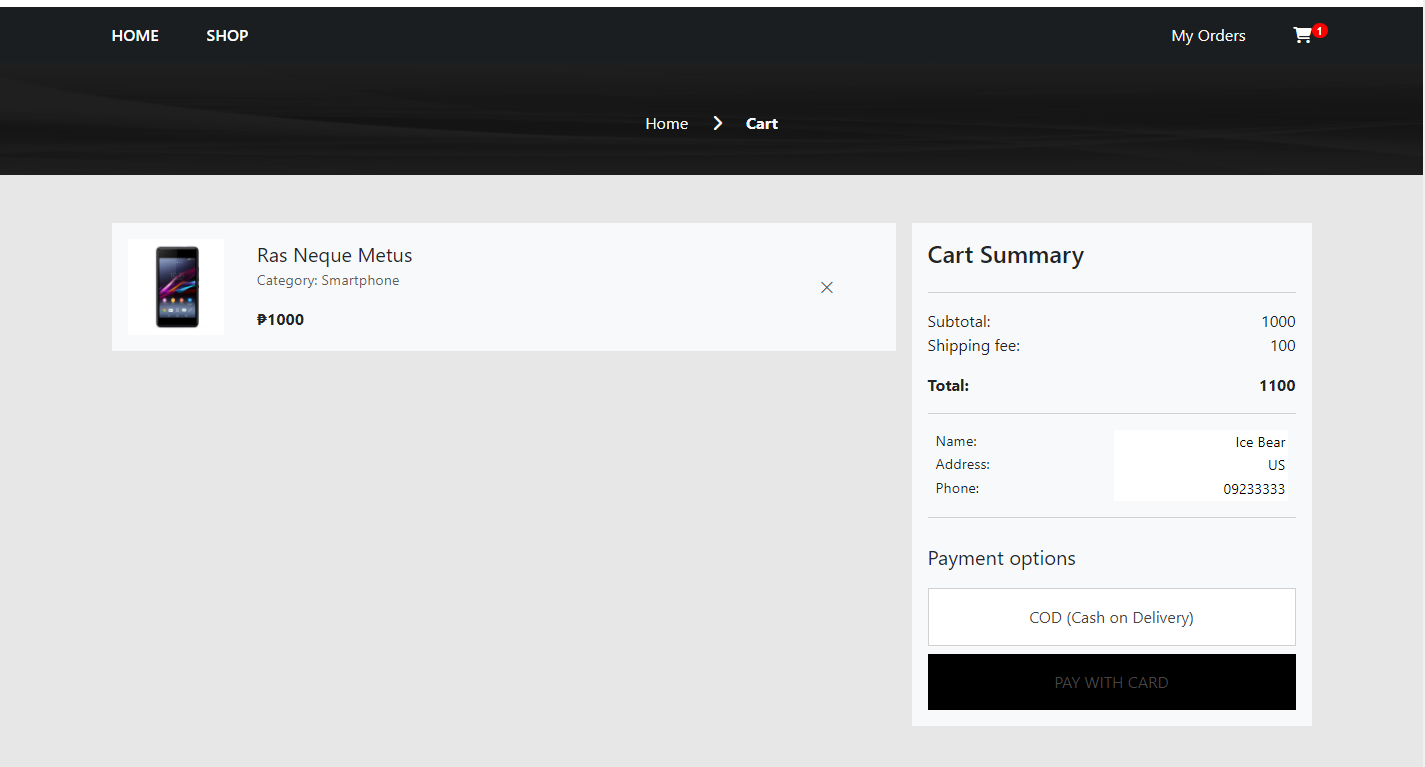 HOME SHOP My Orders 1
Home Cart
Ras Neque Metus
Category: Smartphone
₱1000
Cart Summary
Subtotal: 1000
Shipping fee: 100
Total: 1100
Name: Ice Bear
Address: US
Phone: 09233333
Payment options
COD (Cash on Delivery)
PAY WITH CARD